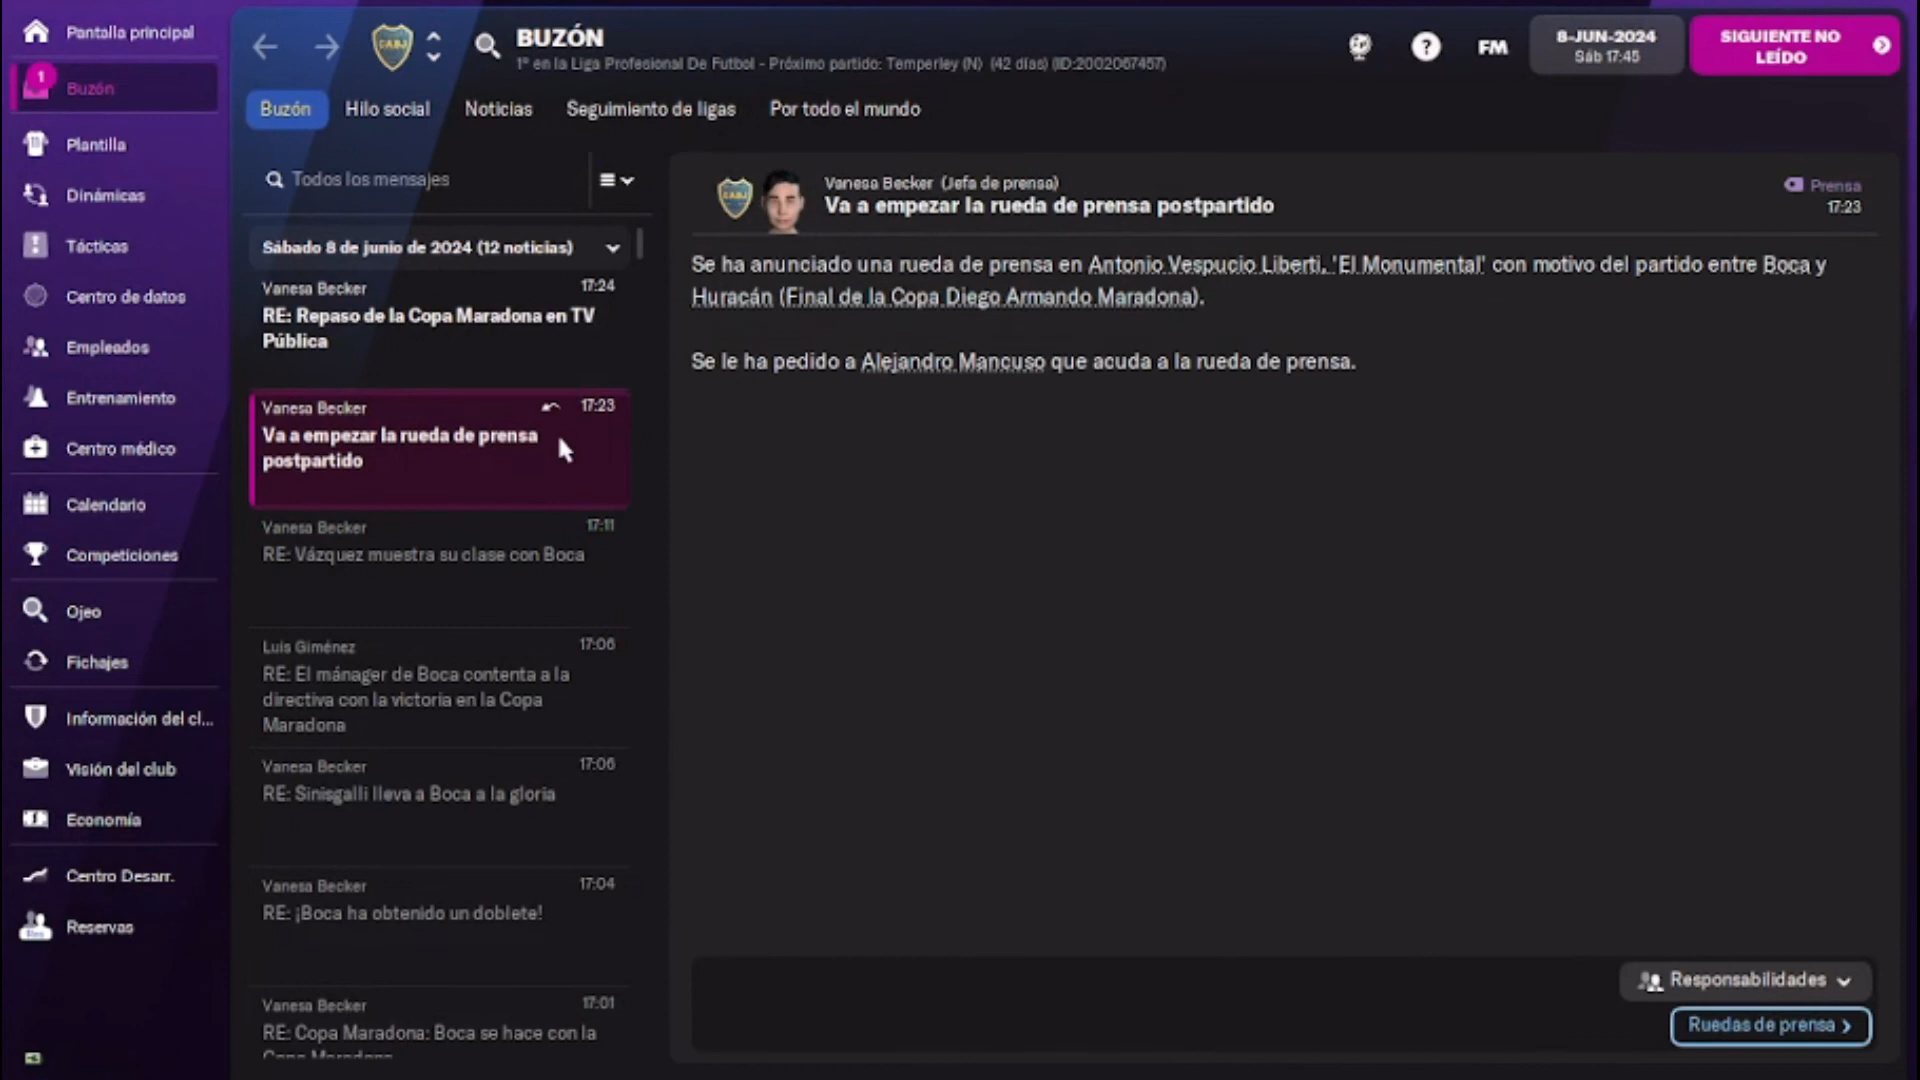 Pantalla principal
1
Buzón
Plantilla
Dinámicas
Tácticas
Centro de datos
Empleados
Entrenamiento
Centro médico
Calendario
Competiciones
Ojeo
Fichajes
Información del cl...
Visión del club
Economía
Centro Desarr.
Reservas
CABJ
BUZÓN
1º en la Liga Profesional De Futbol - Próximo partido: Temperley (N) (42 días) (ID:2002067457)
?
FM
8-JUN-2024
Sáb 17:45
SIGUIENTE NO
LEÍDO
Buzón
Hilo social
Noticias
Seguimiento de ligas
Por todo el mundo
Todos los mensajes
Sábado 8 de junio de 2024 (12 noticias)
Vanesa Becker 17:24
RE: Repaso de la Copa Maradona en TV
Pública
Vanesa Becker 17:23
Va a empezar la rueda de prensa
postpartido
Vanesa Becker 17:11
RE: Vázquez muestra su clase con Boca
Luis Giménez 17:06
RE: El mánager de Boca contenta a la
directiva con la victoria en la Copa
Maradona
Vanesa Becker 17:06
RE: Sinisgalli lleva a Boca a la gloria
Vanesa Becker 17:04
RE: ¡Boca ha obtenido un doblete!
Vanesa Becker 17:01
RE: Copa Maradona: Boca se hace con la
Copa Maradona
CABJ
Vanesa Becker (Jefa de prensa)
Va a empezar la rueda de prensa postpartido
Prensa
17:23
Se ha anunciado una rueda de prensa en Antonio Vespucio Liberti, 'El Monumental' con motivo del partido entre Boca y
Huracán (Final de la Copa Diego Armando Maradona).
Se le ha pedido a Alejandro Mancuso que acuda a la rueda de prensa.
Responsabilidades
Ruedas de prensa